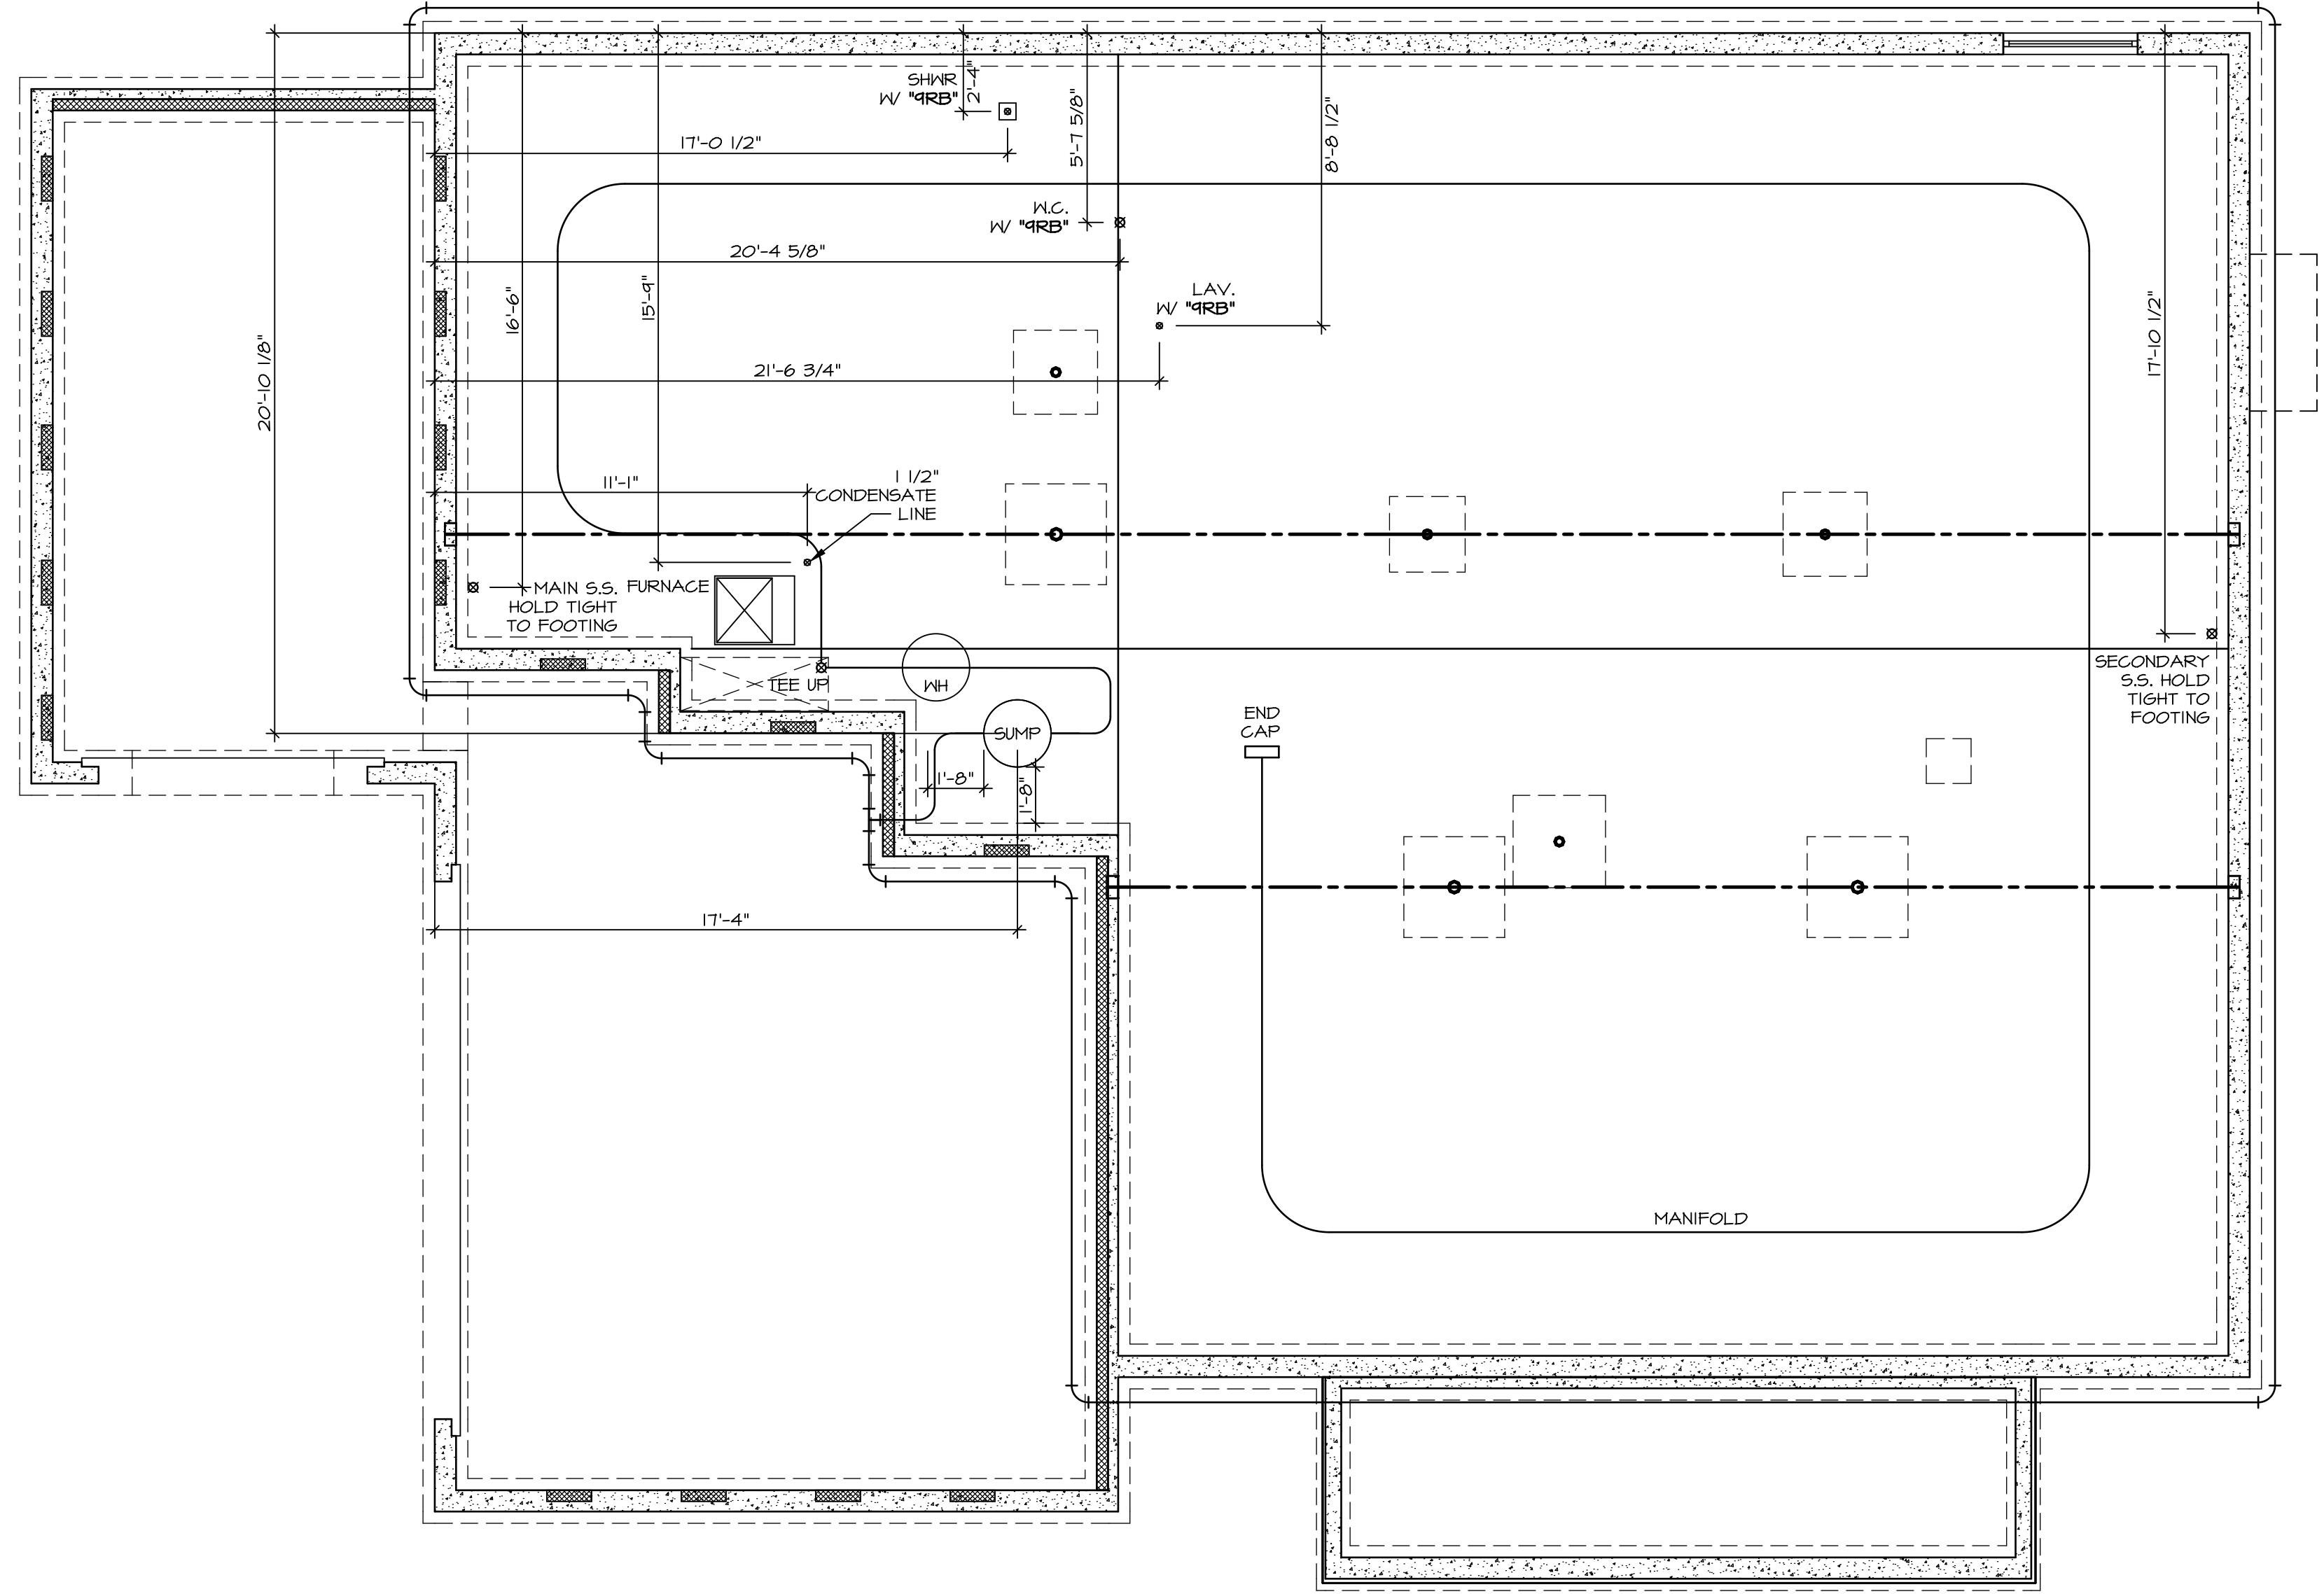 SHWR
W/ "9RB"
2'-4"
17'-0 1/2"
5'-7 5/8"
8'-8 1/2"
W.C.
W/ "9RB"
20'-4 5/8"
16'-6"
15'-9"
LAV.
W/ "9RB"
17'-10 1/2"
20'-10 1/8"
21'-6 3/4"
11'-1"
1 1/2"
CONDENSATE
LINE
MAIN S.S.
HOLD TIGHT
TO FOOTING
FURNACE
TEE UP
WH
SUMP
SECONDARY
S.S. HOLD
TIGHT TO
FOOTING
END
CAP
1'-8"
1'-8"
17'-4"
MANIFOLD